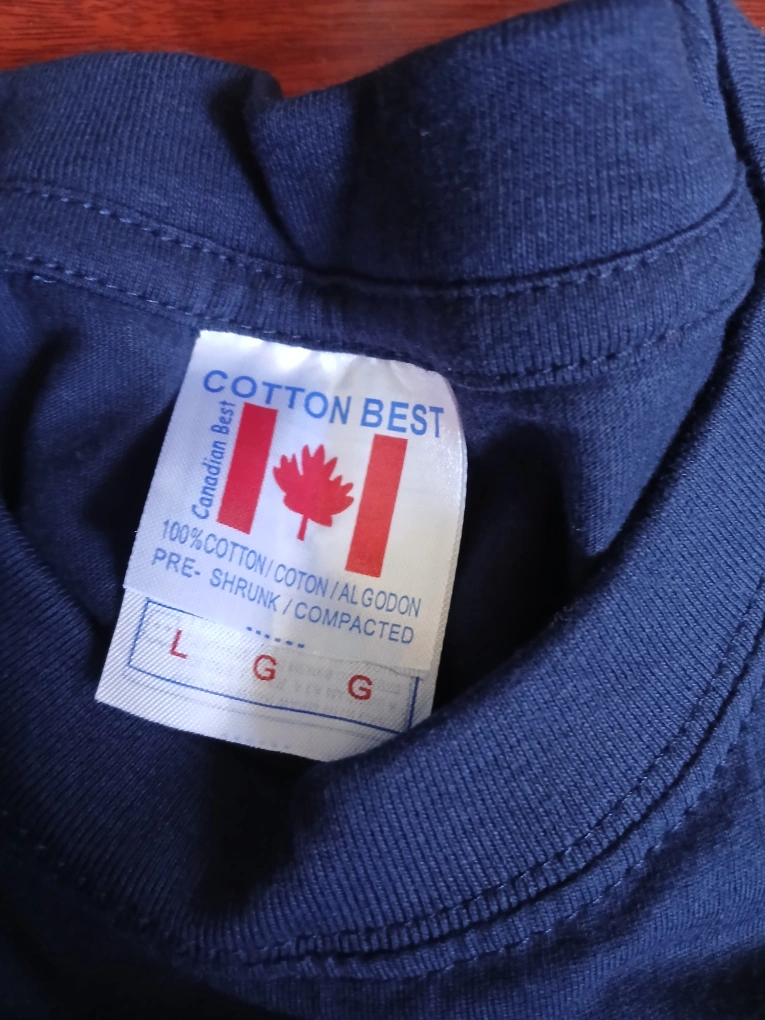 COTTON BEST
Canadian Best
100%COTTON/COTON/ALGODON
PRE- SHRUNK/COMPACTED
L G G